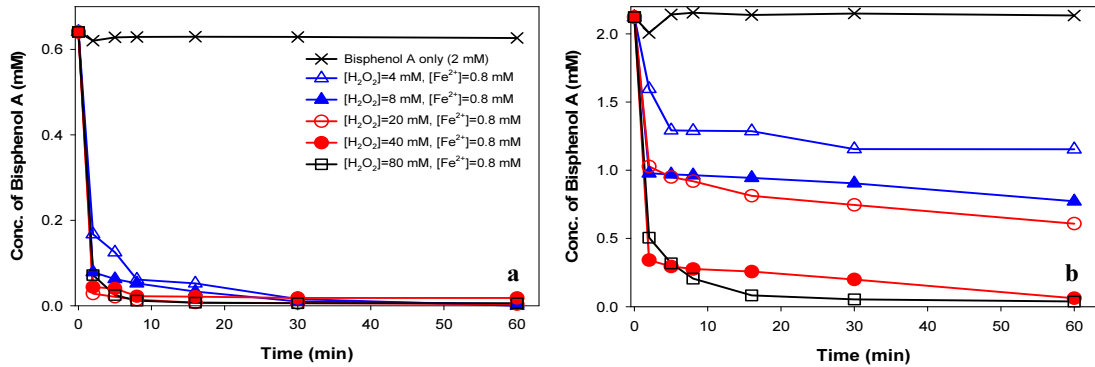 Conc. of Bisphenol A (mM)
0.6
0.4
0.2
0.0
Bisphenol A only (2 mM)
[H₂O₂]=4 mM, [Fe²⁺]=0.8 mM
[H₂O₂]=8 mM, [Fe²⁺]=0.8 mM
[H₂O₂]=20 mM, [Fe²⁺]=0.8 mM
[H₂O₂]=40 mM, [Fe²⁺]=0.8 mM
[H₂O₂]=80 mM, [Fe²⁺]=0.8 mM
a
0 10 20 30 40 50 60
Time (min)
Conc. of Bisphenol A (mM)
2.0
1.5
1.0
0.5
0.0
b
0 10 20 30 40 50 60
Time (min)